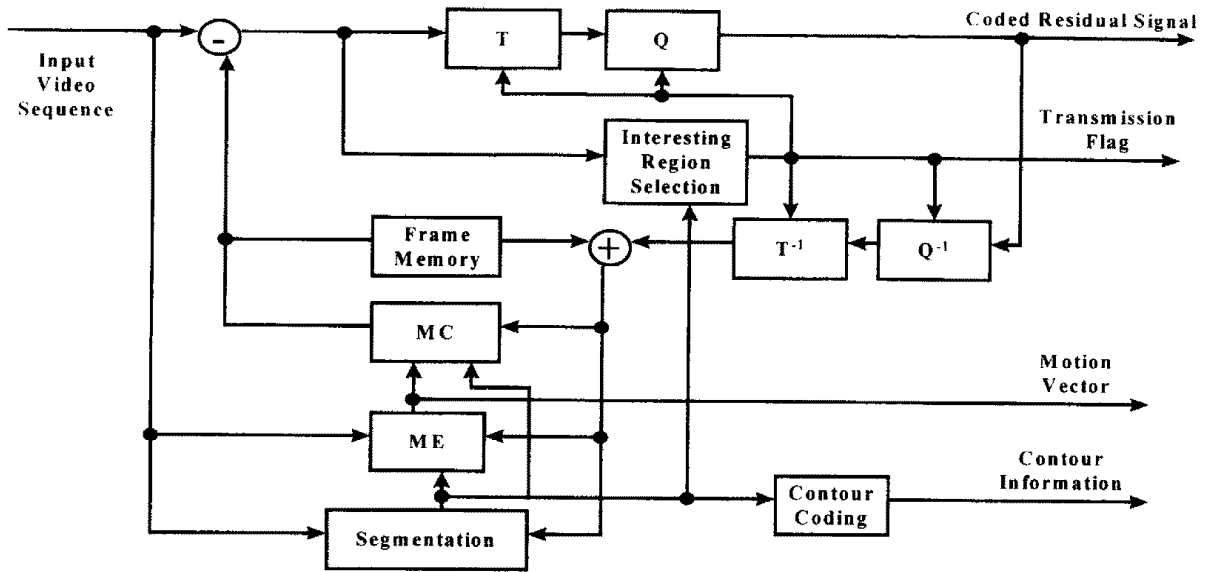 Coded Residual Signal
Input
Video
Sequence
-
T
Q
Transmission
Flag
Interesting
Region
Selection
Frame
Memory
+
T-1
Q-1
MC
Motion
Vector
ME
Contour
Information
Contour
Coding
Segmentation